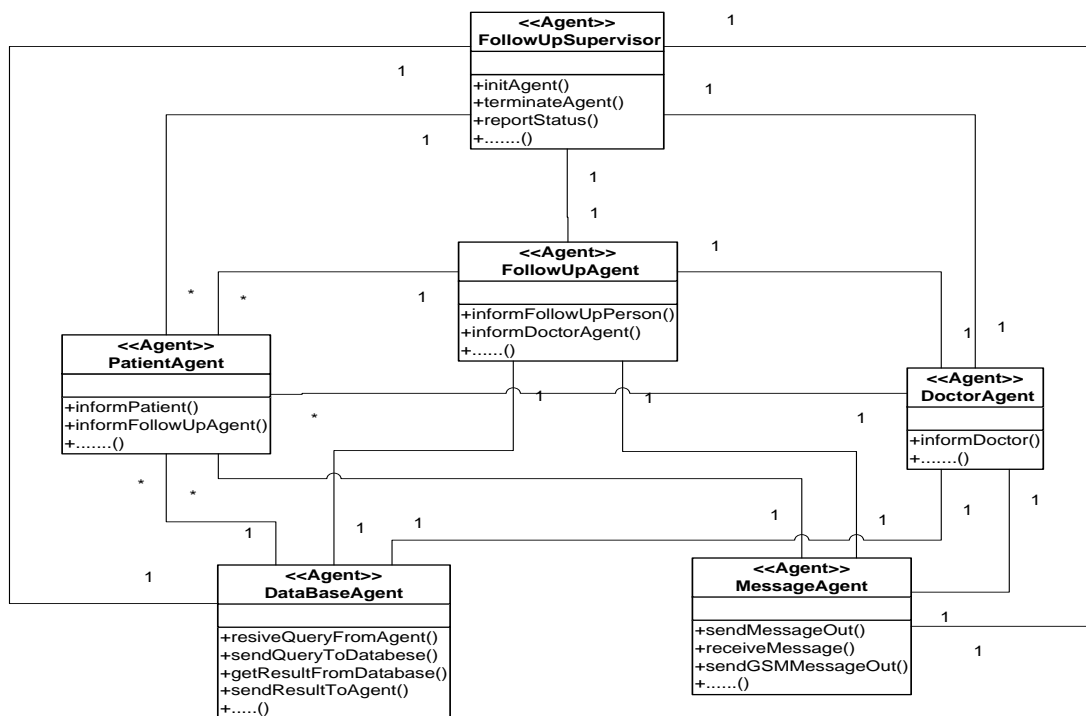 <<Agent>>
FollowUpSupervisor
+initAgent()
+terminateAgent()
+reportStatus()
+.......()
1
1
1
1
1
1
<<Agent>>
FollowUpAgent
+informFollowUpPerson()
+informDoctorAgent()
+......()
1
1
*
*
1
1
1
1
<<Agent>>
PatientAgent
+informPatient()
+informFollowUpAgent()
+.......()
<<Agent>>
DoctorAgent
+informDoctor()
+.......()
*
1
*
*
1
1
1
1
1
1
1
1
1
1
1
<<Agent>>
DataBaseAgent
+resiveQueryFromAgent()
+sendQueryToDatabese()
+getResultFromDatabase()
+sendResultToAgent()
+.....()
<<Agent>>
MessageAgent
+sendMessageOut()
+receiveMessage()
+sendGSMMessageOut()
+......()